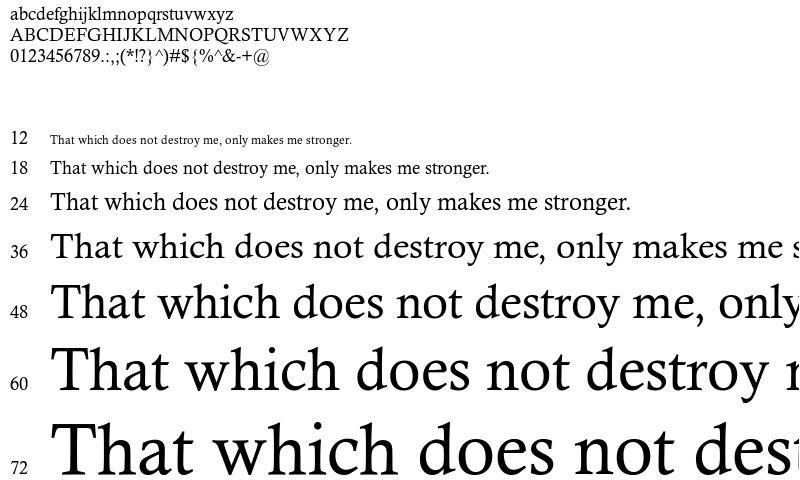 abcdefghijklmnopqrstuvwxyz
ABCDEFGHIJKLMNOPQRSTUVWXYZ
0123456789.:,;(*!?}^)#${%^&-+@
12 That which does not destroy me, only makes me stronger.
18 That which does not destroy me, only makes me stronger.
24 That which does not destroy me, only makes me stronger.
36 That which does not destroy me, only makes me s
48 That which does not destroy me, only
60 That which does not destroy
72 That which does not dest